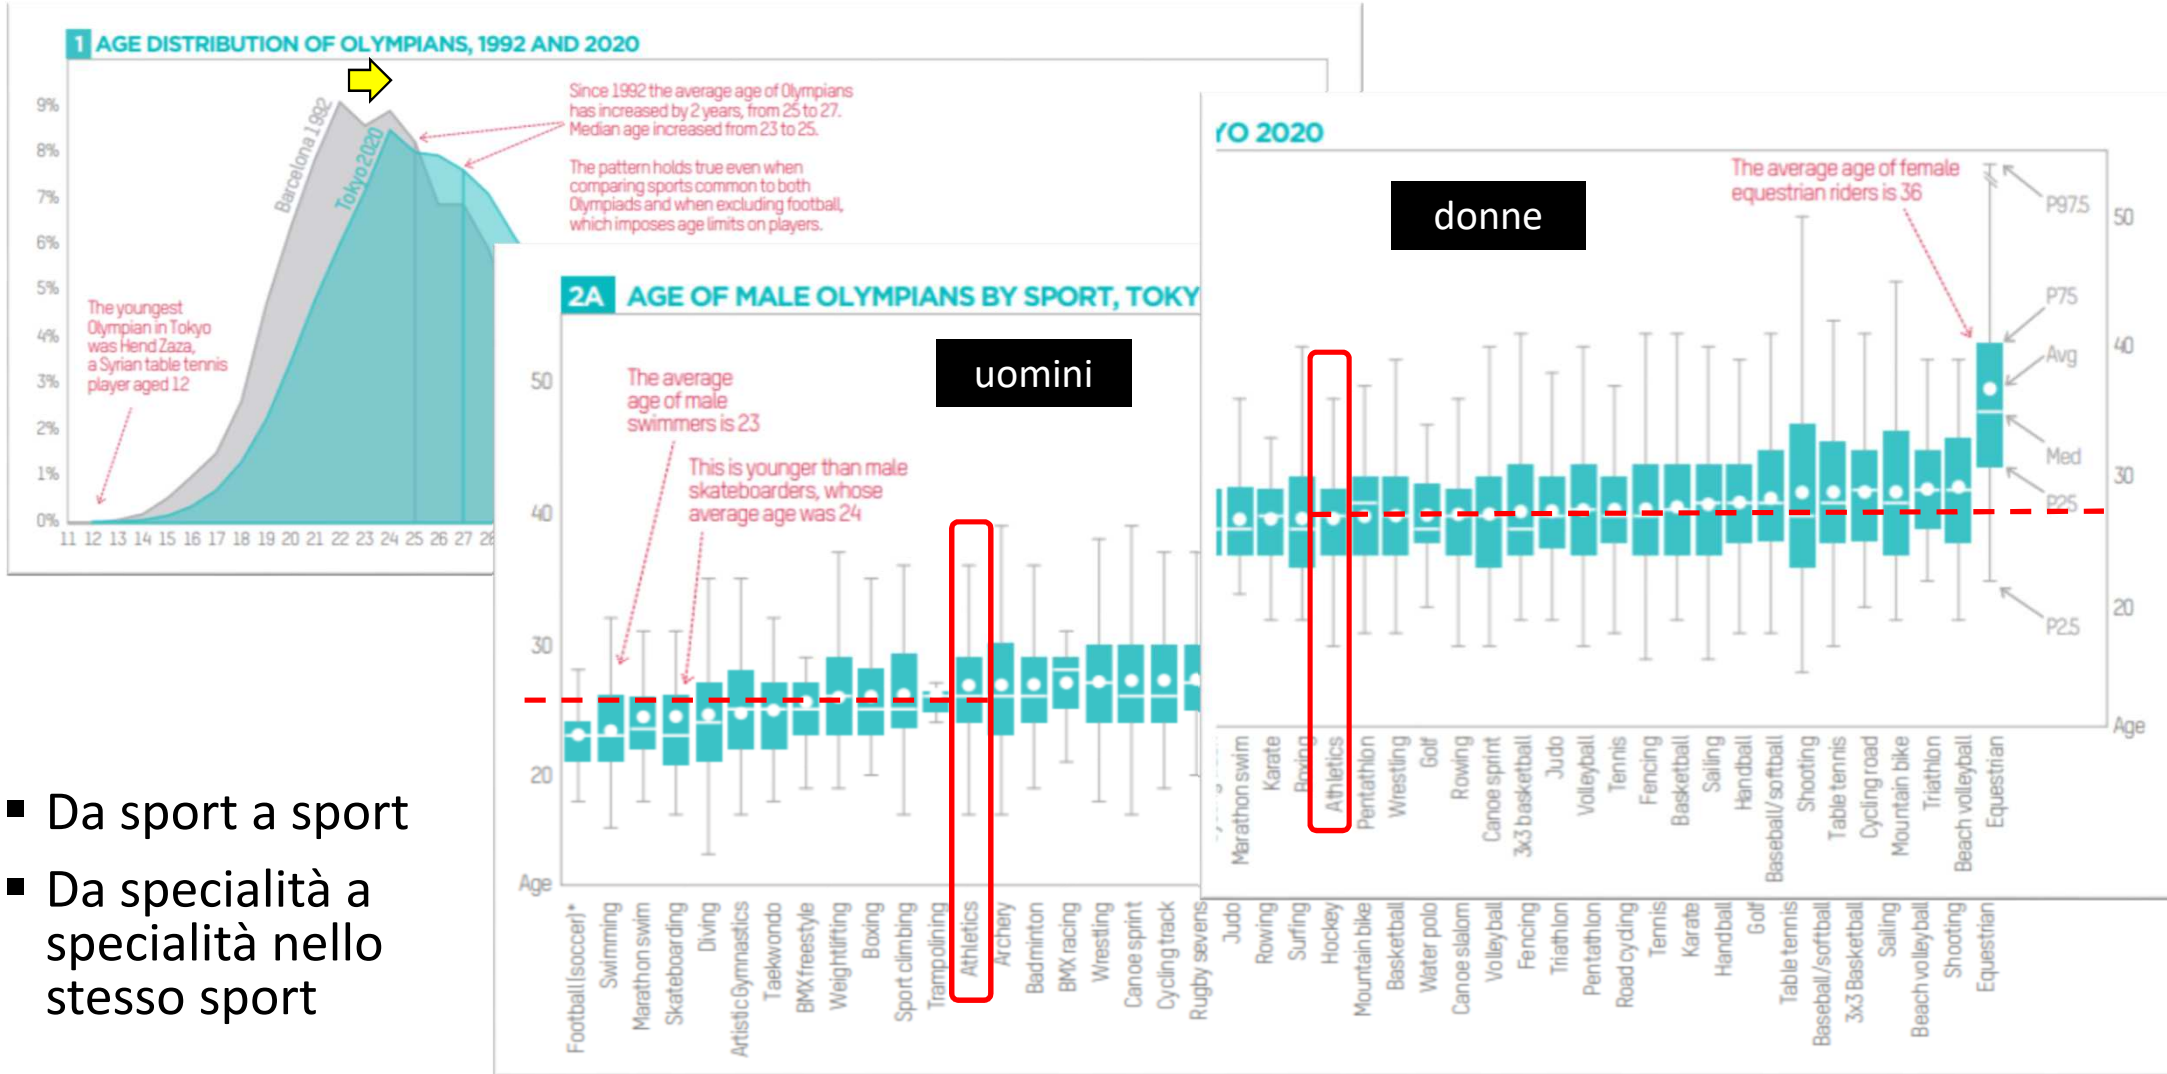 1 AGE DISTRIBUTION OF OLYMPIANS, 1992 AND 2020
9%
8%
7%
6%
5%
4%
3%
2%
1%
0%
Barcelona 1992
Tokyo 2020
Since 1992 the average age of Olympians
has increased by 2 years, from 25 to 27.
Median age increased from 23 to 25.
The pattern holds true even when
comparing sports common to both
Olympiads and when excluding football,
which imposes age limits on players.
The youngest
Olympian in Tokyo
was Hend Zaza,
a Syrian table tennis
player aged 12
11 12 13 14 15 16 17 18 19 20 21 22 23 24 25 26 27 28
2A AGE OF MALE OLYMPIANS BY SPORT, TOKY
uomini
50
40
30
20
Age
The average
age of male
swimmers is 23
This is younger than male
skateboarders, whose
average age was 24
Football (soccer)*
Swimming
Marathon swim
Skateboarding
Diving
Artistic Gymnastics
Taekwondo
BMX freestyle
Weightlifting
Boxing
Sport climbing
Trampolining
Athletics
Archery
Badminton
BMX racing
Wrestling
Canoe sprint
Cycling track
Rugby sevens
Judo
Rowing
Surfing
Hockey
Mountain bike
Basketball
Water polo
Canoe slalom
Volleyball
Fencing
Triathlon
Pentathlon
Road cycling
Tennis
Karate
Handball
Golf
Table tennis
Baseball/softball
3x3 Basketball
Sailing
Beach volleyball
Shooting
Equestrian
YO 2020
donne
The average age of female
equestrian riders is 36
P97.5
P75
Avg
Med
P25
P2.5
50
40
30
20
Age
Marathon swim
Karate
Boxing
Athletics
Pentathlon
Wrestling
Golf
Rowing
Canoe sprint
3x3 basketball
Judo
Volleyball
Tennis
Fencing
Basketball
Sailing
Handball
Baseball/softball
Shooting
Table tennis
Cycling road
Mountain bike
Triathlon
Beach volleyball
Equestrian
▪ Da sport a sport
▪ Da specialità a
specialità nello
stesso sport